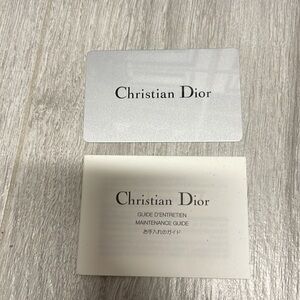 Christian Dior
Christian Dior
GUIDE D'ENTRETIEN
MAINTENANCE GUIDE
お手入れのガイド